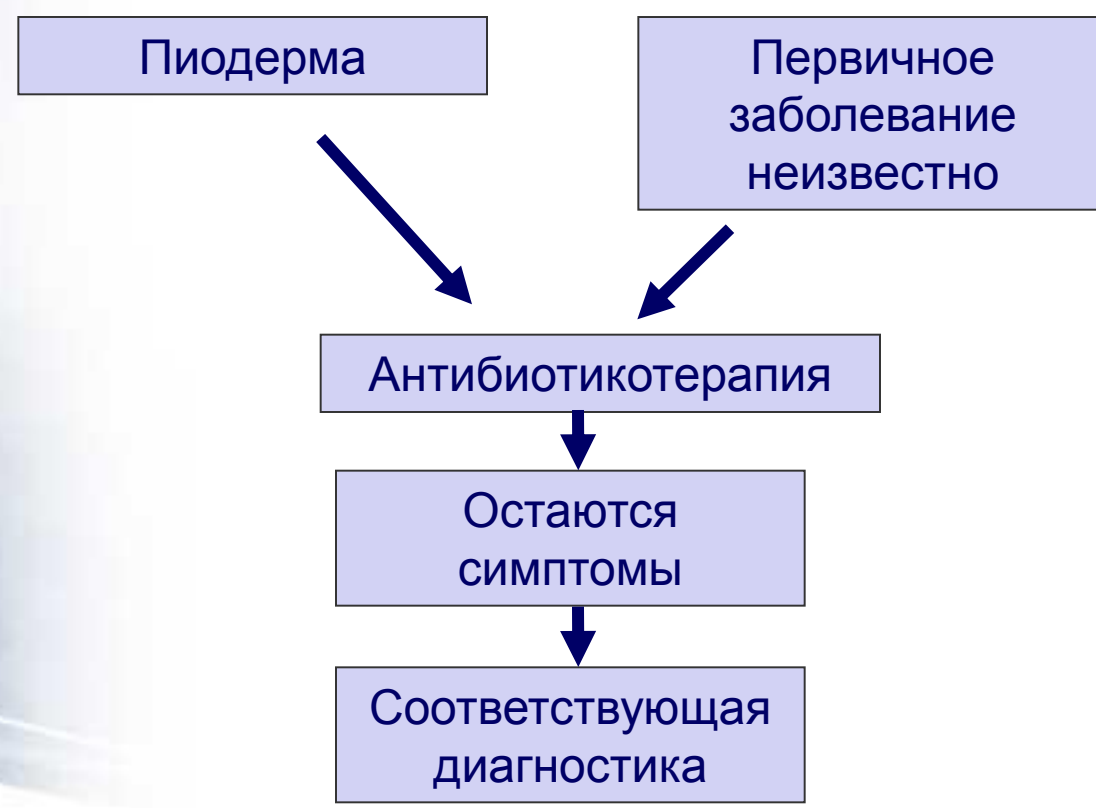 Пиодерма
Первичное
заболевание
неизвестно
Антибиотикотерапия
Остаются
симптомы
Соответствующая
диагностика